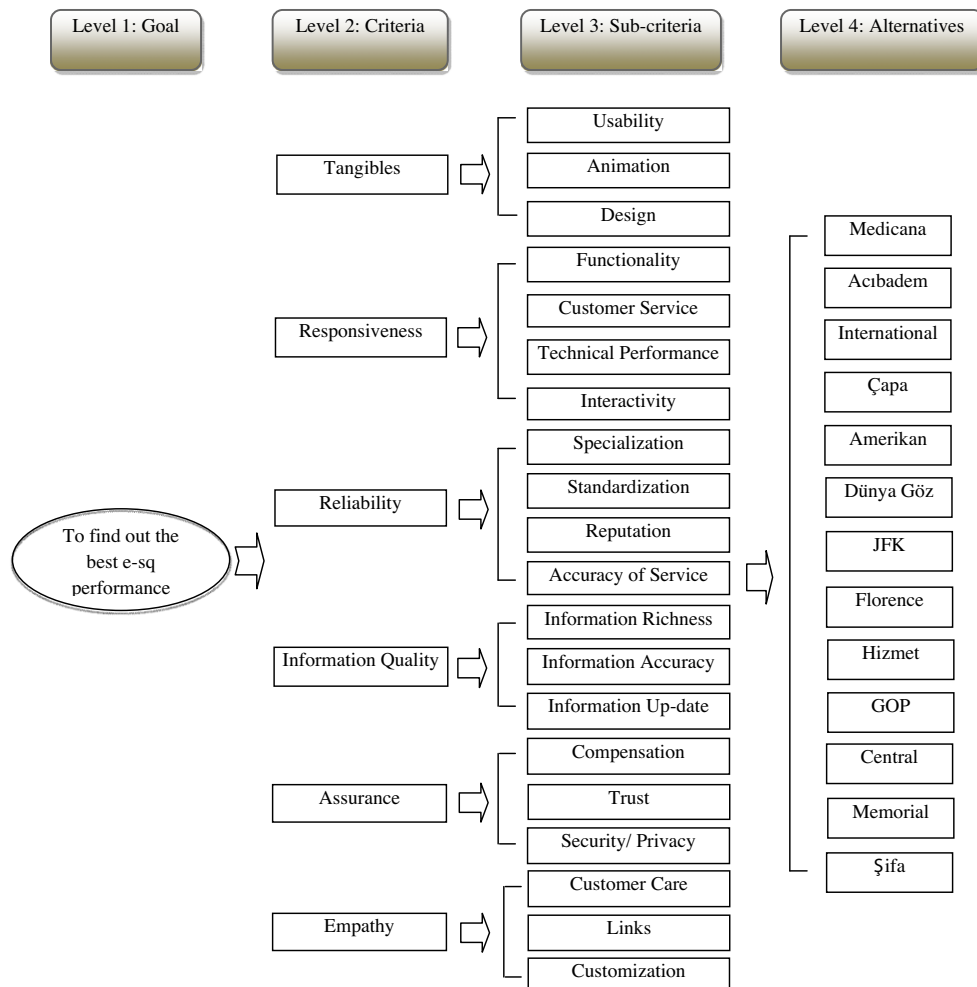 Level 1: Goal
Level 2: Criteria
Level 3: Sub-criteria
Level 4: Alternatives
To find out the
best e-sq
performance
Tangibles
Responsiveness
Reliability
Information Quality
Assurance
Empathy
Usability
Animation
Design
Functionality
Customer Service
Technical Performance
Interactivity
Specialization
Standardization
Reputation
Accuracy of Service
Information Richness
Information Accuracy
Information Up-date
Compensation
Trust
Security/ Privacy
Customer Care
Links
Customization
Medicana
Acıbadem
International
Çapa
Amerikan
Dünya Göz
JFK
Florence
Hizmet
GOP
Central
Memorial
Şifa